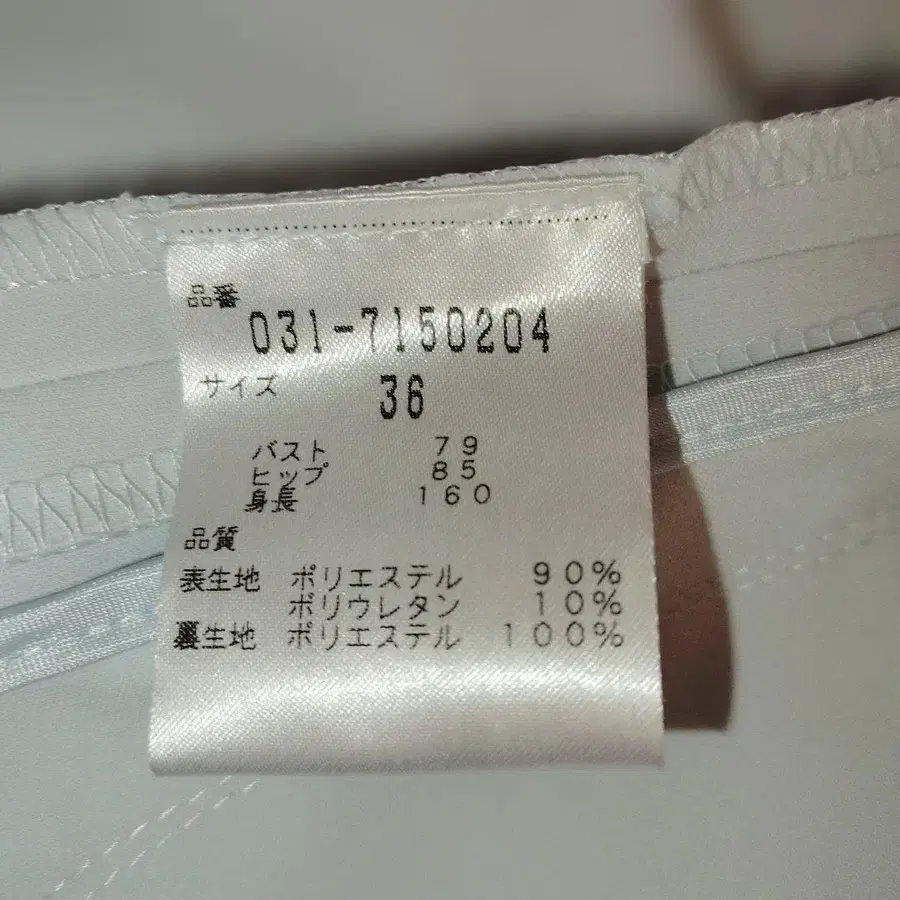 品番
031-7150204
サイズ 36
バスト 79
ヒップ 85
身長 160
品質
表生地 ポリエステル 90%
ポリウレタン 10%
裏生地 ポリエステル 100%